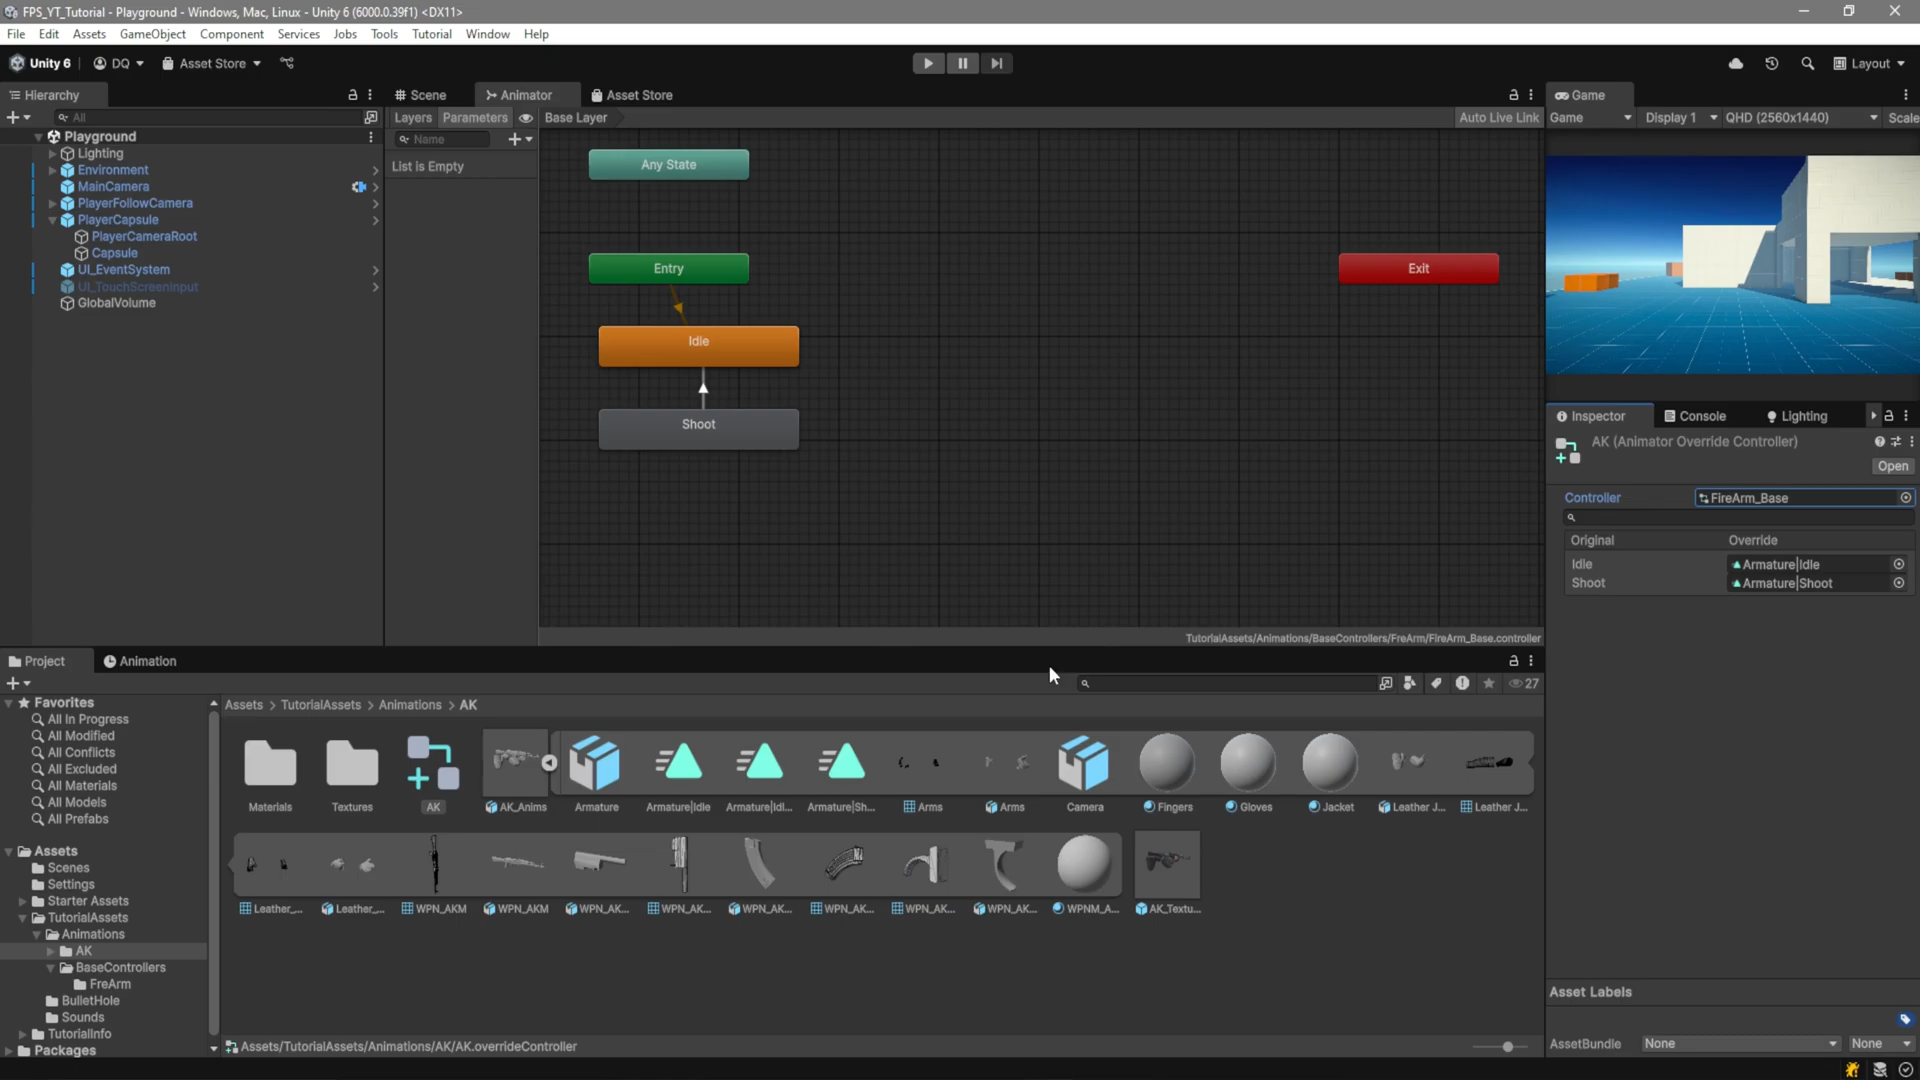 FPS_YT_Tutorial - Playground - Windows, Mac, Linux - Unity 6 (6000.0.39f1) <DX11>
File Edit Assets GameObject Component Services Jobs Tools Tutorial Window Help
Unity 6 DQ Asset Store Layout
Hierarchy
All
Playground
Lighting
Environment
MainCamera
PlayerFollowCamera
PlayerCapsule
PlayerCameraRoot
Capsule
UI_EventSystem
UI_TouchScreenInput
GlobalVolume
Scene Animator Asset Store
Layers Parameters Base Layer Auto Live Link
Name
List is Empty
Any State
Entry
Exit
Idle
Shoot
TutorialAssets/Animations/BaseControllers/FreArm/FireArm_Base.controller
Game
Game Display 1 QHD (2560x1440) Scale
Inspector Console Lighting
AK (Animator Override Controller)
Open
Controller FireArm_Base
Original Override
Idle Armature|Idle
Shoot Armature|Shoot
Asset Labels
AssetBundle None None
Project Animation
27
Favorites
All In Progress
All Modified
All Conflicts
All Excluded
All Materials
All Models
All Prefabs
Assets
Scenes
Settings
Starter Assets
TutorialAssets
Animations
AK
BaseControllers
FreArm
BulletHole
Sounds
TutorialInfo
Packages
Assets > TutorialAssets > Animations > AK
Materials Textures AK AK_Anims Armature Armature|Idle Armature|Idl... Armature|Sh... Arms Arms Camera Fingers Gloves Jacket Leather J... Leather J...
Leather_... Leather_... WPN_AKM WPN_AKM WPN_AK... WPN_AK... WPN_AK... WPN_AK... WPN_AK... WPN_AK... WPNM_A... AK_Textu...
Assets/TutorialAssets/Animations/AK/AK.overrideController